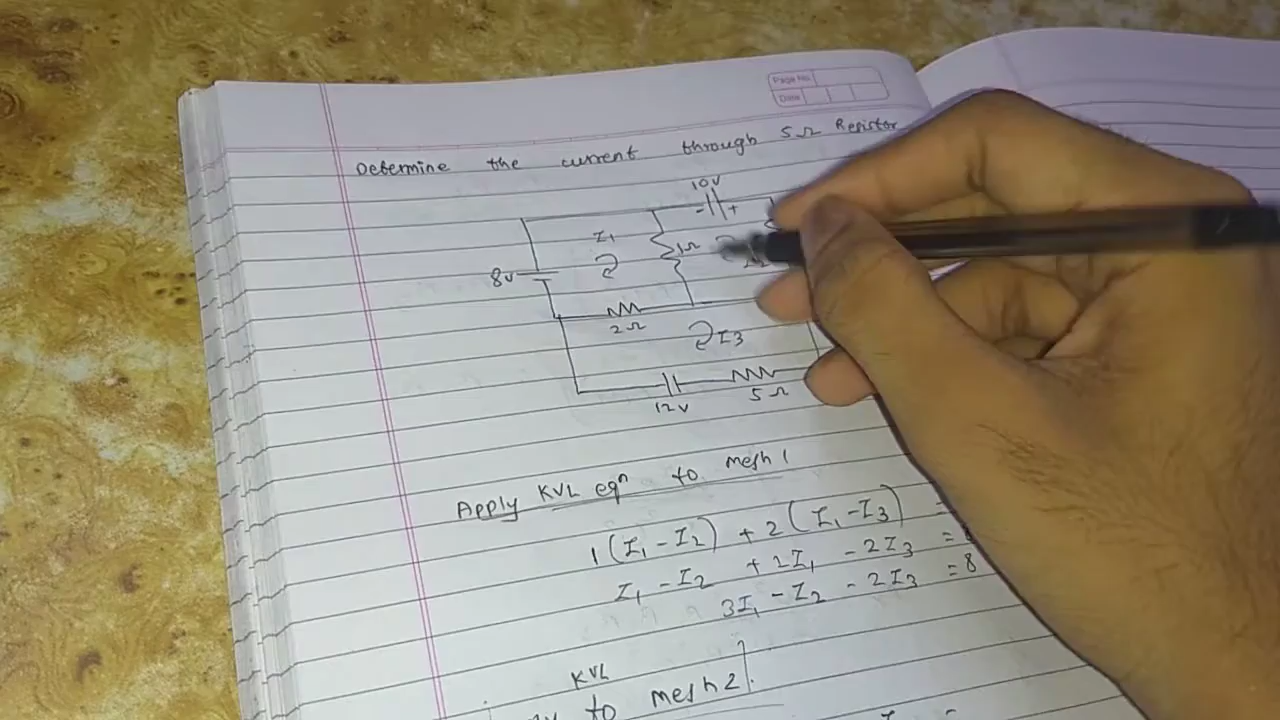 Page No
Date
Determine the current through 5Ω Resistor
10V
- +
I1
1Ω
8v
2Ω
I3
12V
5Ω
Apply KVL eqⁿ to mesh 1
1(I₁-I₂) + 2(I₁-I₃) =
I₁ - I₂ + 2I₁ - 2I₃ =
3I₁ - I₂ - 2I₃ = 8
KVL
to mesh 2